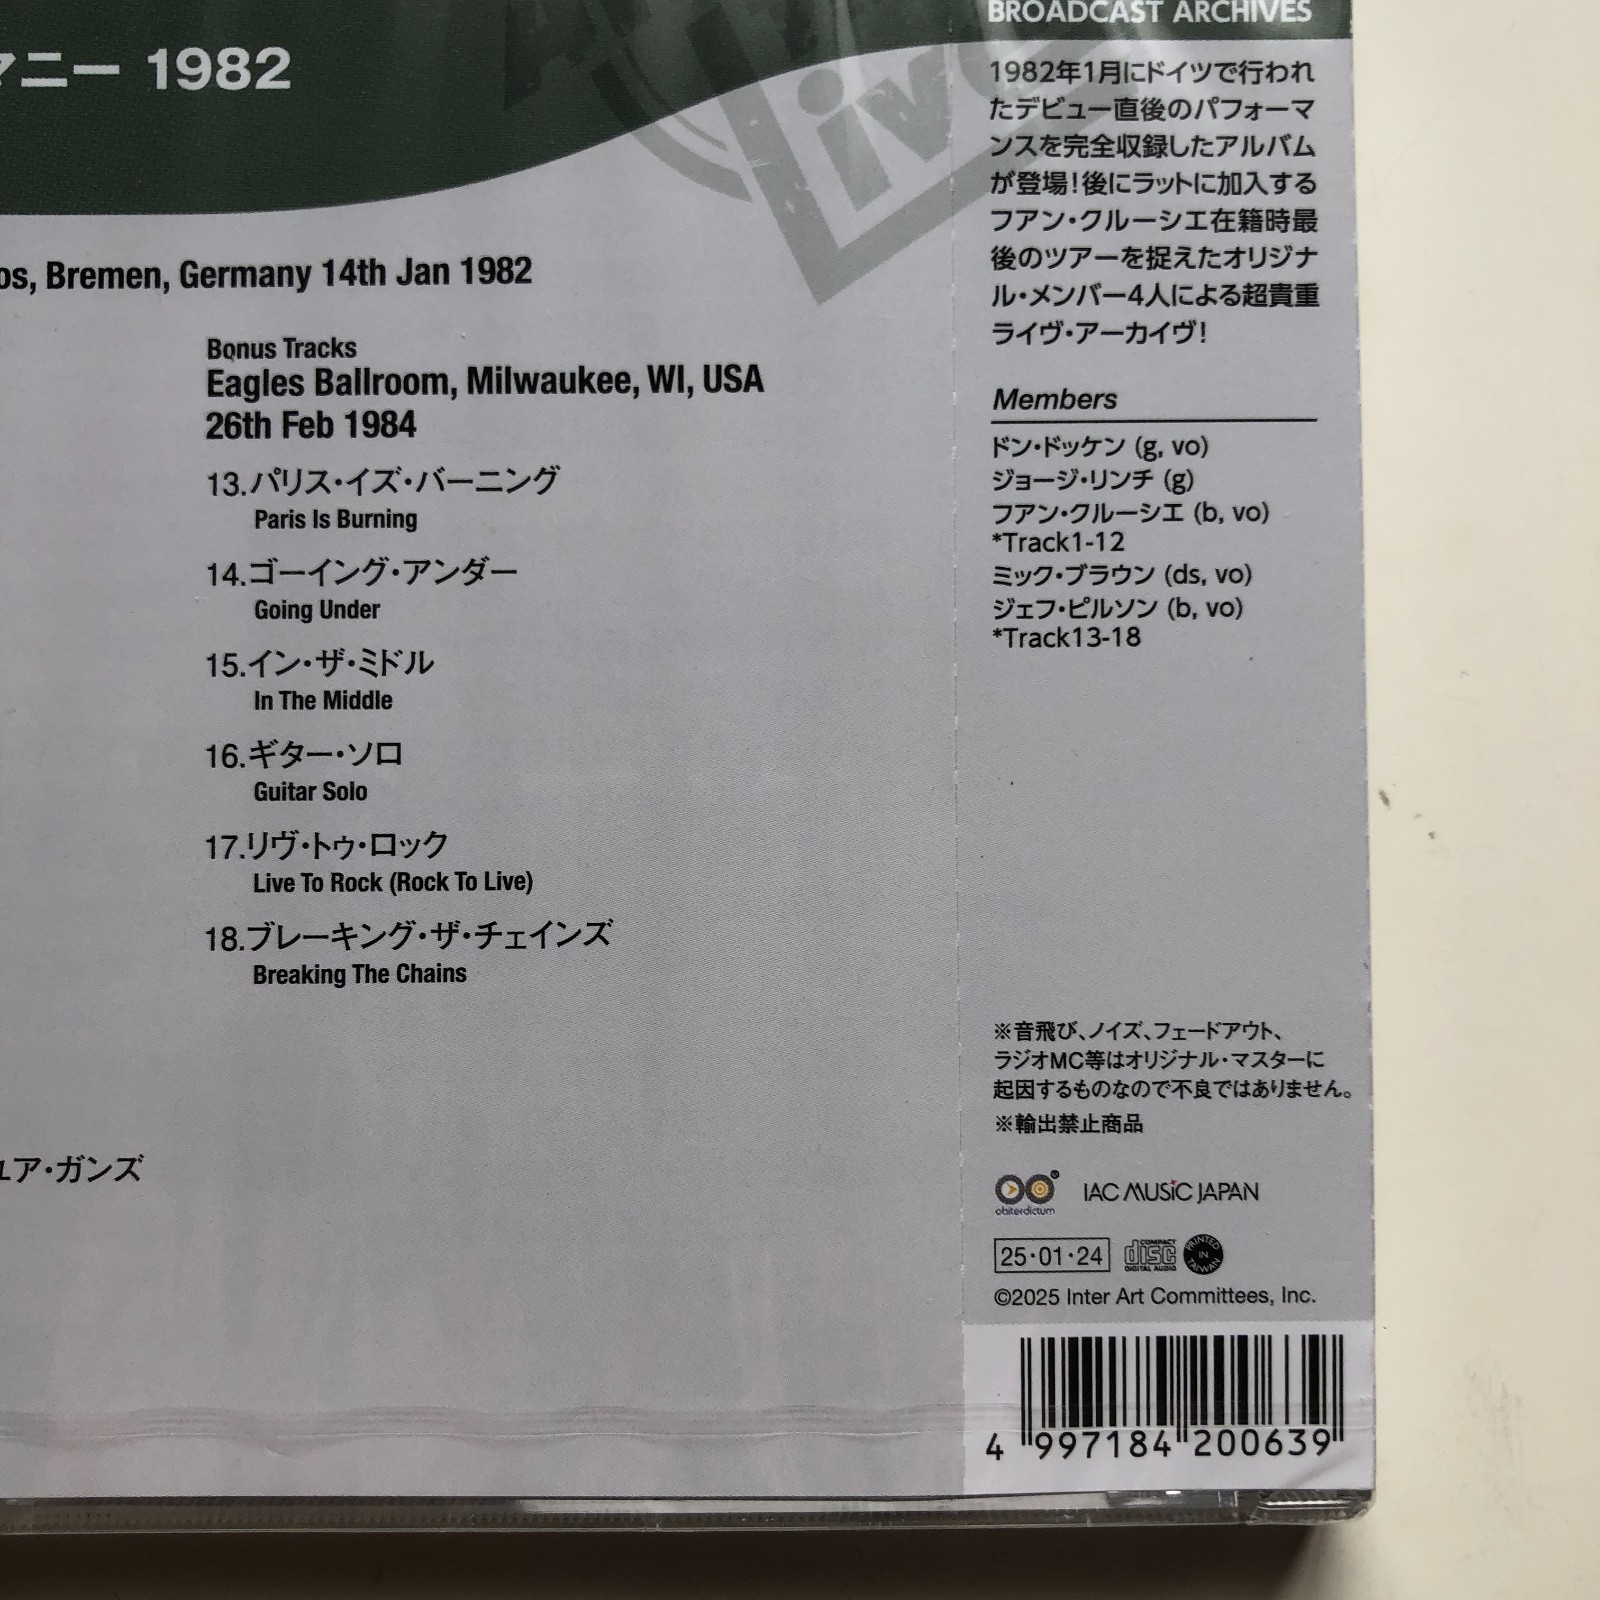 マニー 1982
Live
os, Bremen, Germany 14th Jan 1982
Bonus Tracks
Eagles Ballroom, Milwaukee, WI, USA
26th Feb 1984
13.パリス・イズ・バーニング
Paris Is Burning
14.ゴーイング・アンダー
Going Under
15.イン・ザ・ミドル
In The Middle
16.ギター・ソロ
Guitar Solo
17.リヴ・トゥ・ロック
Live To Rock (Rock To Live)
18.ブレーキング・ザ・チェインズ
Breaking The Chains
ュア・ガンズ
BROADCAST ARCHIVES
1982年1月にドイツで行われ
たデビュー直後のパフォーマ
ンスを完全収録したアルバム
が登場!後にラットに加入する
フアン・クルーシエ在籍時最
後のツアーを捉えたオリジナ
ル・メンバー4人による超貴重
ライヴ・アーカイヴ!
Members
ドン・ドッケン (g, vo)
ジョージ・リンチ (g)
フアン・クルーシエ (b, vo)
*Track1-12
ミック・ブラウン (ds, vo)
ジェフ・ピルソン (b, vo)
*Track13-18
※音飛び、ノイズ、フェードアウト、
ラジオMC等はオリジナル・マスターに
起因するものなので不良ではありません。
※輸出禁止商品
obiterdictum
IAC MUSIC JAPAN
25・01・24
COMPACT disc DIGITAL AUDIO
PRINTED IN TAIWAN
©2025 Inter Art Committees, Inc.
4 997184 200639